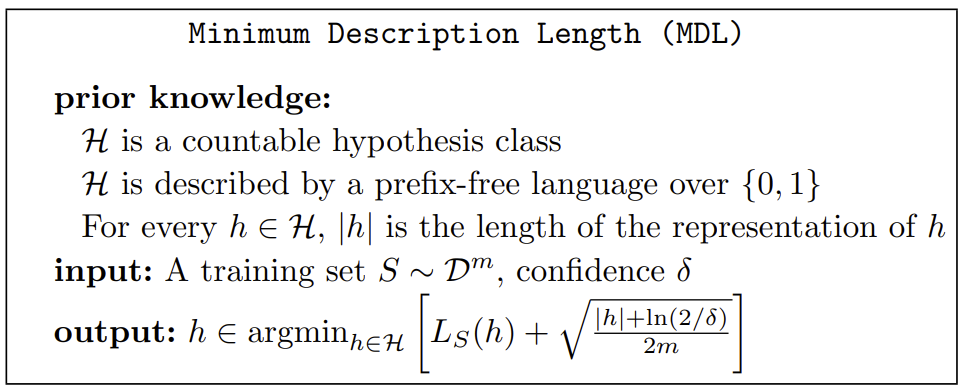 Minimum Description Length (MDL)
prior knowledge:
$\mathcal{H}$ is a countable hypothesis class
$\mathcal{H}$ is described by a prefix-free language over $\{0, 1\}$
For every $h \in \mathcal{H}$, $|h|$ is the length of the representation of $h$
input: A training set $S \sim \mathcal{D}^m$, confidence $\delta$
output: $h \in \operatorname{argmin}_{h \in \mathcal{H}} \left[ L_S(h) + \sqrt{\frac{|h| + \ln(2/\delta)}{2m}} \right]$